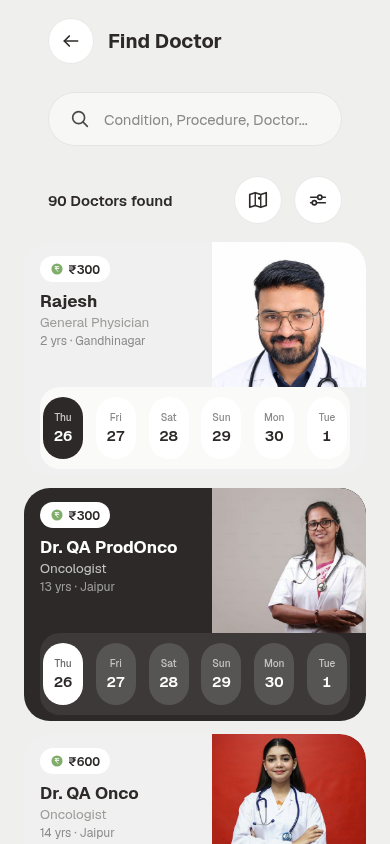 Find Doctor
Condition, Procedure, Doctor...
90 Doctors found
₹300
Rajesh
General Physician
2 yrs · Gandhinagar
Thu Fri Sat Sun Mon Tue
26 27 28 29 30 1
₹300
Dr. QA ProdOnco
Oncologist
13 yrs · Jaipur
Thu Fri Sat Sun Mon Tue
26 27 28 29 30 1
₹600
Dr. QA Onco
Oncologist
14 yrs · Jaipur